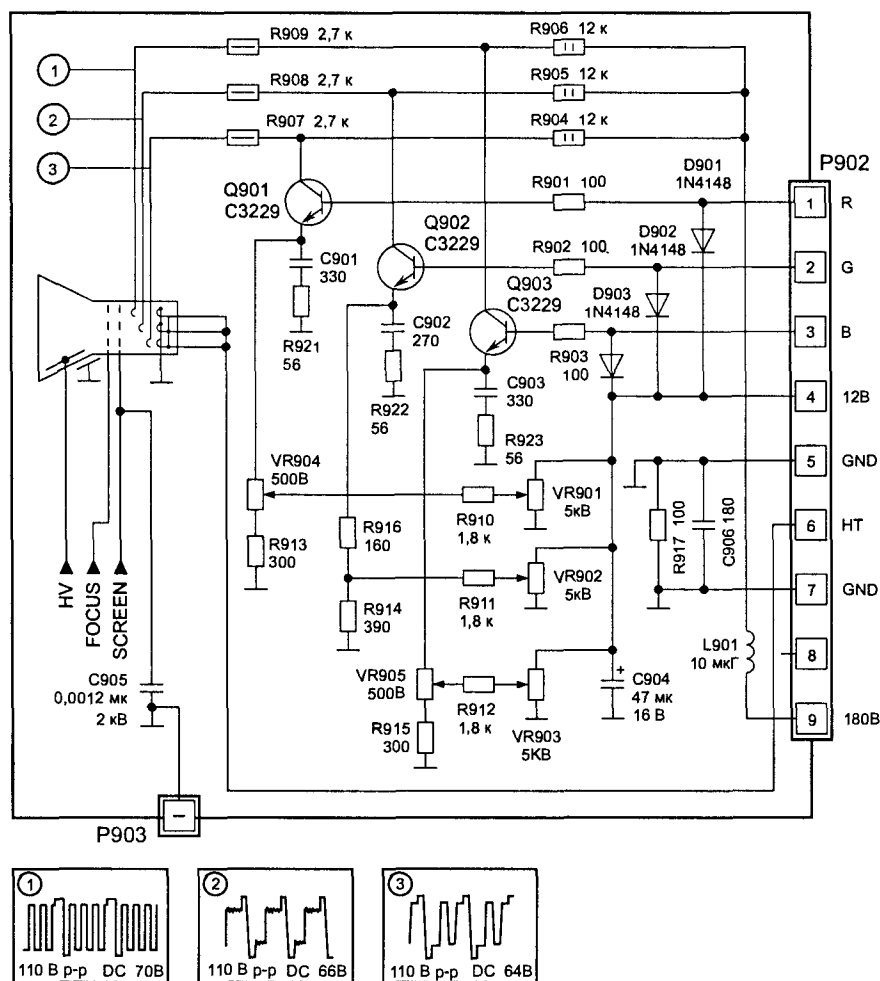 R909 2,7 к
R906 12 к
1
R908 2,7 к
R905 12 к
2
R907 2,7 к
R904 12 к
3
P902
D901
1N4148
Q901
C3229
R901 100
1
R
Q902
C3229
D902
1N4148
R902 100
2
G
C901
330
Q903
C3229
D903
1N4148
3
B
C902
270
R921
56
R903
100
C903
330
4
12В
R922
56
R923
56
VR904
500В
5
GND
R910
1,8 к
VR901
5кВ
R917 100
C906 180
6
HT
R916
160
R913
300
HV
FOCUS
SCREEN
R911
1,8 к
VR902
5кВ
7
GND
R914
390
L901
10 мкГ
8
C905
0,0012 мк
2 кВ
VR905
500В
+
C904
47 мк
16 В
R912
1,8 к
R915
300
VR903
5КВ
9
180В
P903
–
1
2
3
110 В р-р DC 70В
110 В р-р DC 66В
110 В р-р DC 64В